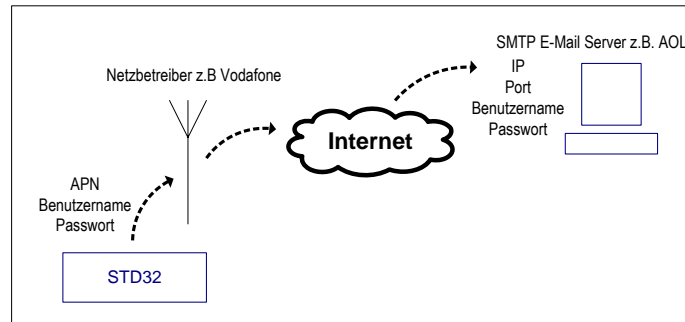 SMTP E-Mail Server z.B. AOL
IP
Port
Benutzername
Passwort
Netzbetreiber z.B Vodafone
Internet
APN
Benutzername
Passwort
STD32